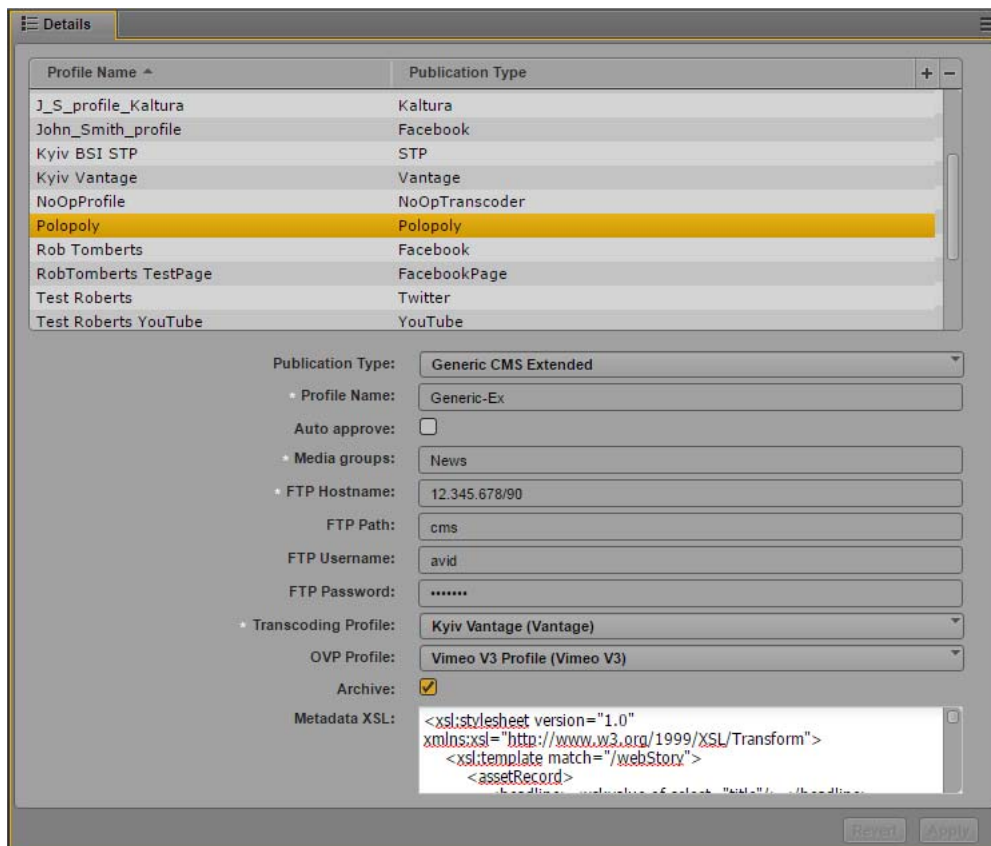 Details
Profile Name Publication Type + −
J_S_profile_Kaltura Kaltura
John_Smith_profile Facebook
Kyiv BSI STP STP
Kyiv Vantage Vantage
NoOpProfile NoOpTranscoder
Polopoly Polopoly
Rob Tomberts Facebook
RobTomberts TestPage FacebookPage
Test Roberts Twitter
Test Roberts YouTube YouTube
Publication Type: Generic CMS Extended
* Profile Name: Generic-Ex
Auto approve:
* Media groups: News
* FTP Hostname: 12.345.678/90
FTP Path: cms
FTP Username: avid
FTP Password: •••••••
* Transcoding Profile: Kyiv Vantage (Vantage)
OVP Profile: Vimeo V3 Profile (Vimeo V3)
Archive:
Metadata XSL: <xsl:stylesheet version="1.0"
xmlns:xsl="http://www.w3.org/1999/XSL/Transform">
<xsl:template match="/webStory">
<assetRecord>
Revert Apply